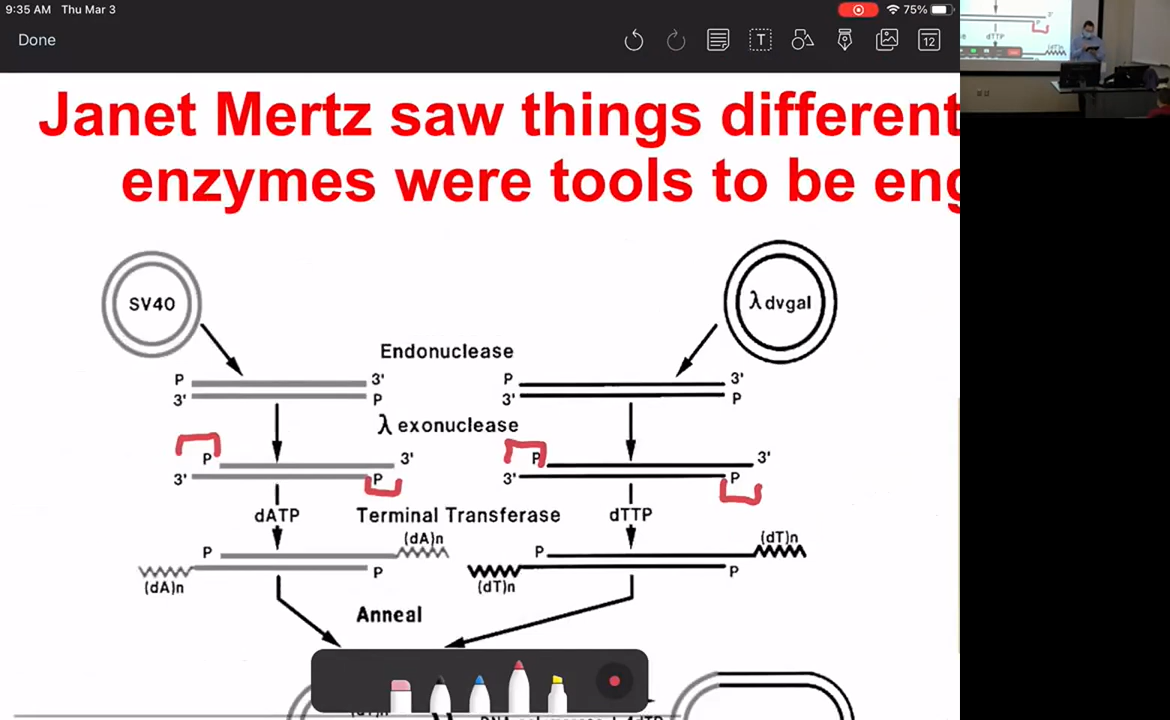 9:35 AM Thu Mar 3
75%
Done
T
12
Janet Mertz saw things different
enzymes were tools to be eng
SV40
λ dvgal
Endonuclease
P 3' P 3'
3' P 3' P
λ exonuclease
P 3' P 3'
3' P 3' P
dATP Terminal Transferase dTTP
P (dA)n P (dT)n
(dA)n P (dT)n P
Anneal
dTTP